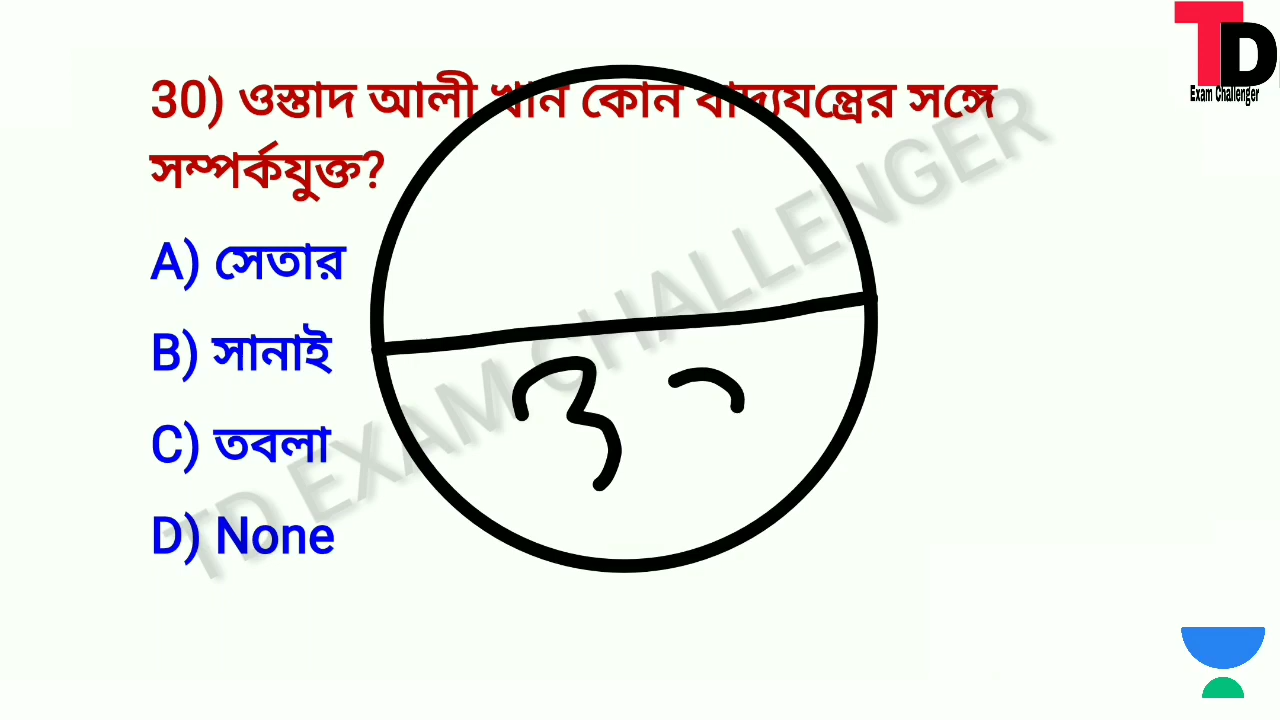 TD
Exam Challenger
30) ওস্তাদ আলী খান কোন বাদ্যযন্ত্রের সঙ্গে
সম্পর্কযুক্ত?
A) সেতার
B) সানাই
C) তবলা
D) None
TD EXAM CHALLENGER